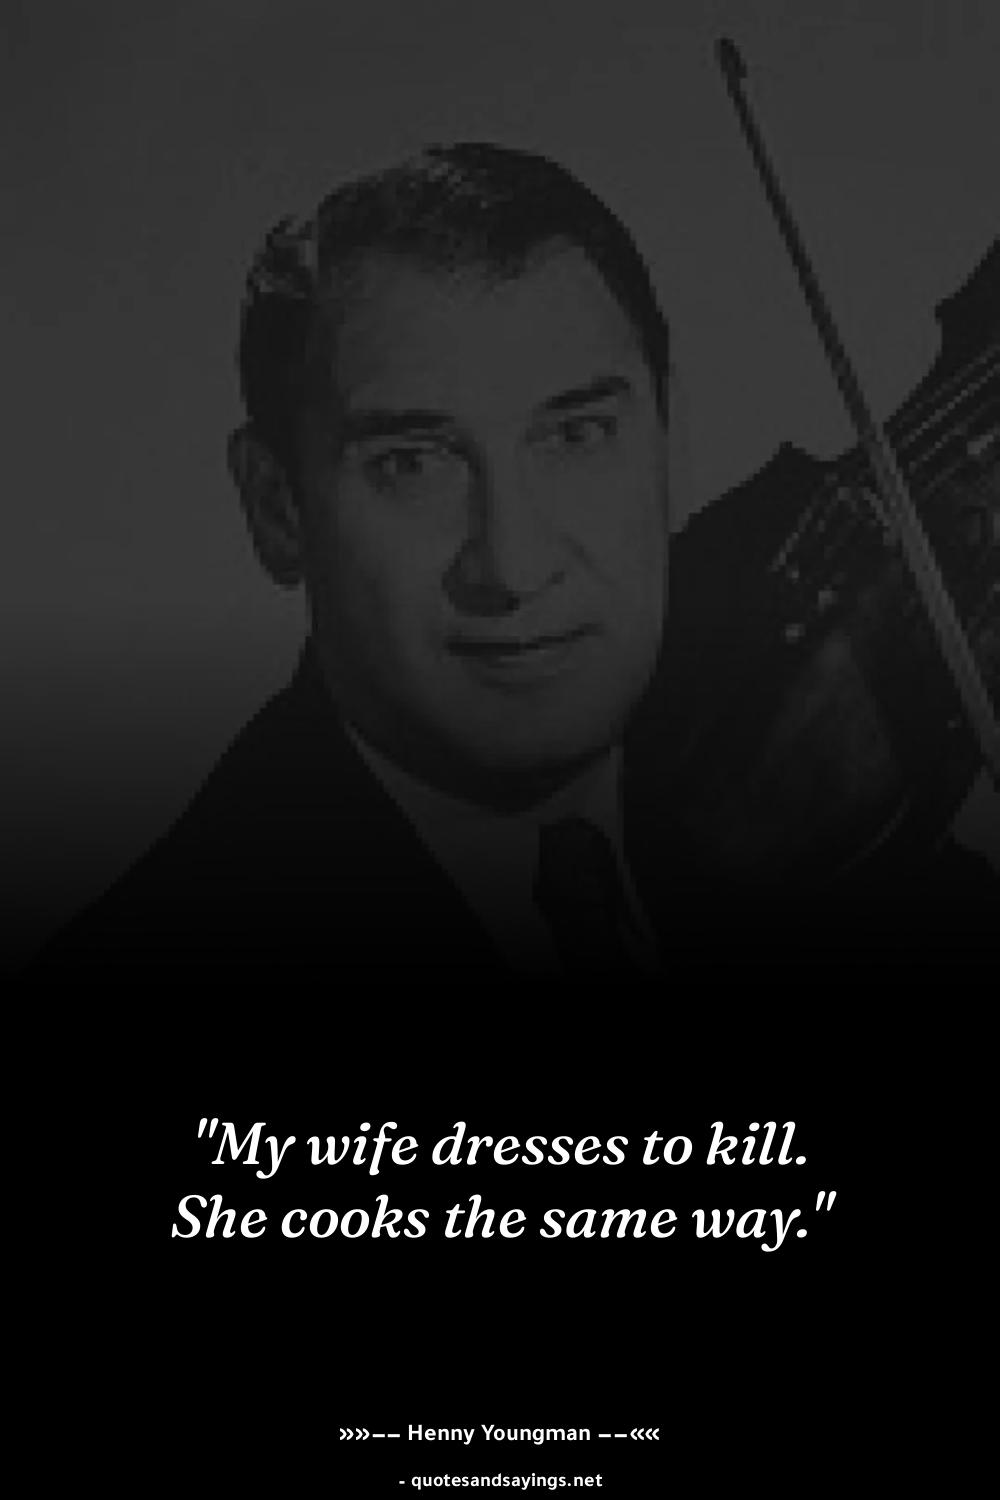 "My wife dresses to kill.
She cooks the same way."
»»−− Henny Youngman −−««
- quotesandsayings.net